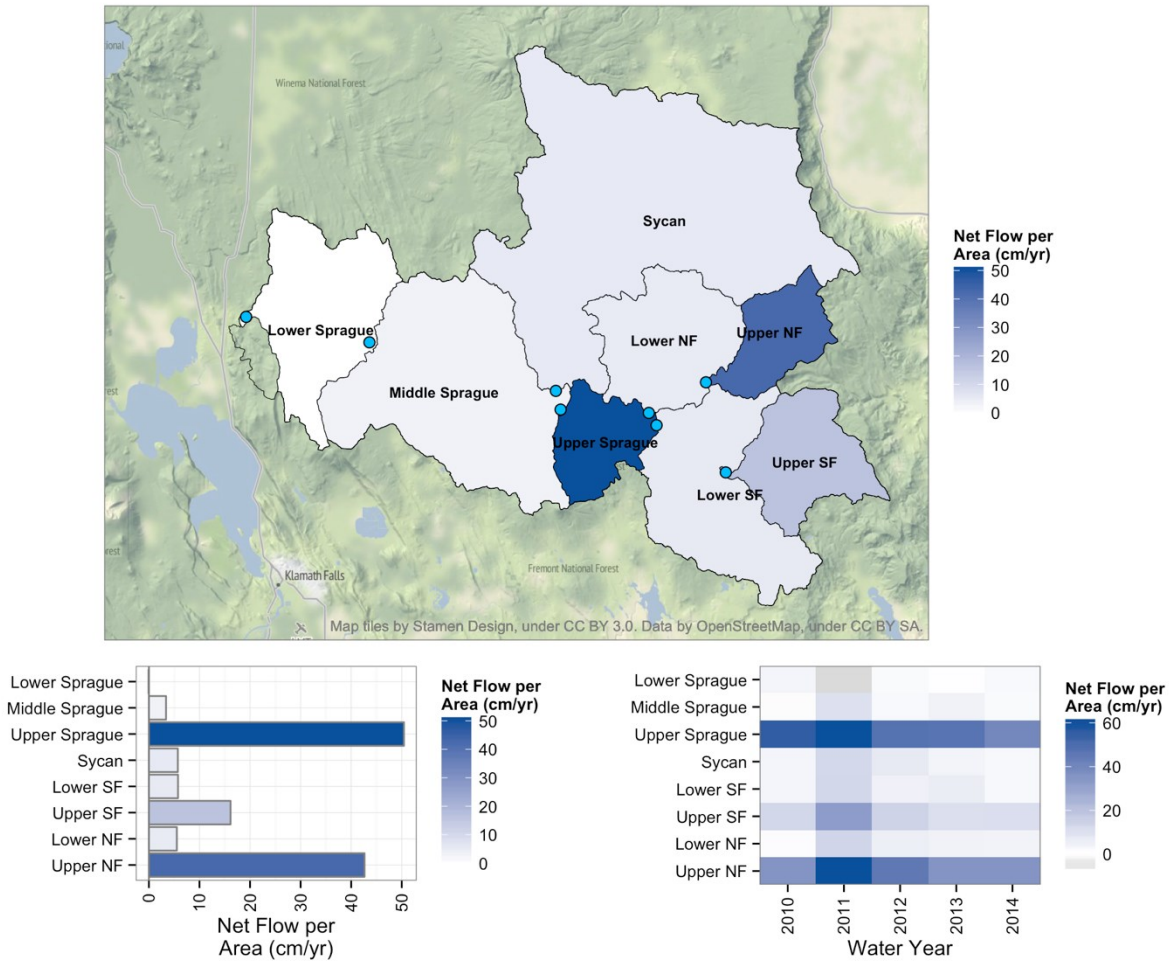 ional
Winema National Forest
Sycan
Lower Sprague
Lower NF
Upper NF
Middle Sprague
Upper Sprague
Upper SF
Lower SF
Klamath Falls
Fremont National Forest
Map tiles by Stamen Design, under CC BY 3.0. Data by OpenStreetMap, under CC BY SA.
Net Flow per
Area (cm/yr)
50
40
30
20
10
0
Lower Sprague
Middle Sprague
Upper Sprague
Sycan
Lower SF
Upper SF
Lower NF
Upper NF
0
10
20
30
40
50
Net Flow per
Area (cm/yr)
Net Flow per
Area (cm/yr)
50
40
30
20
10
0
Lower Sprague
Middle Sprague
Upper Sprague
Sycan
Lower SF
Upper SF
Lower NF
Upper NF
2010
2011
2012
2013
2014
Water Year
Net Flow per
Area (cm/yr)
60
40
20
0